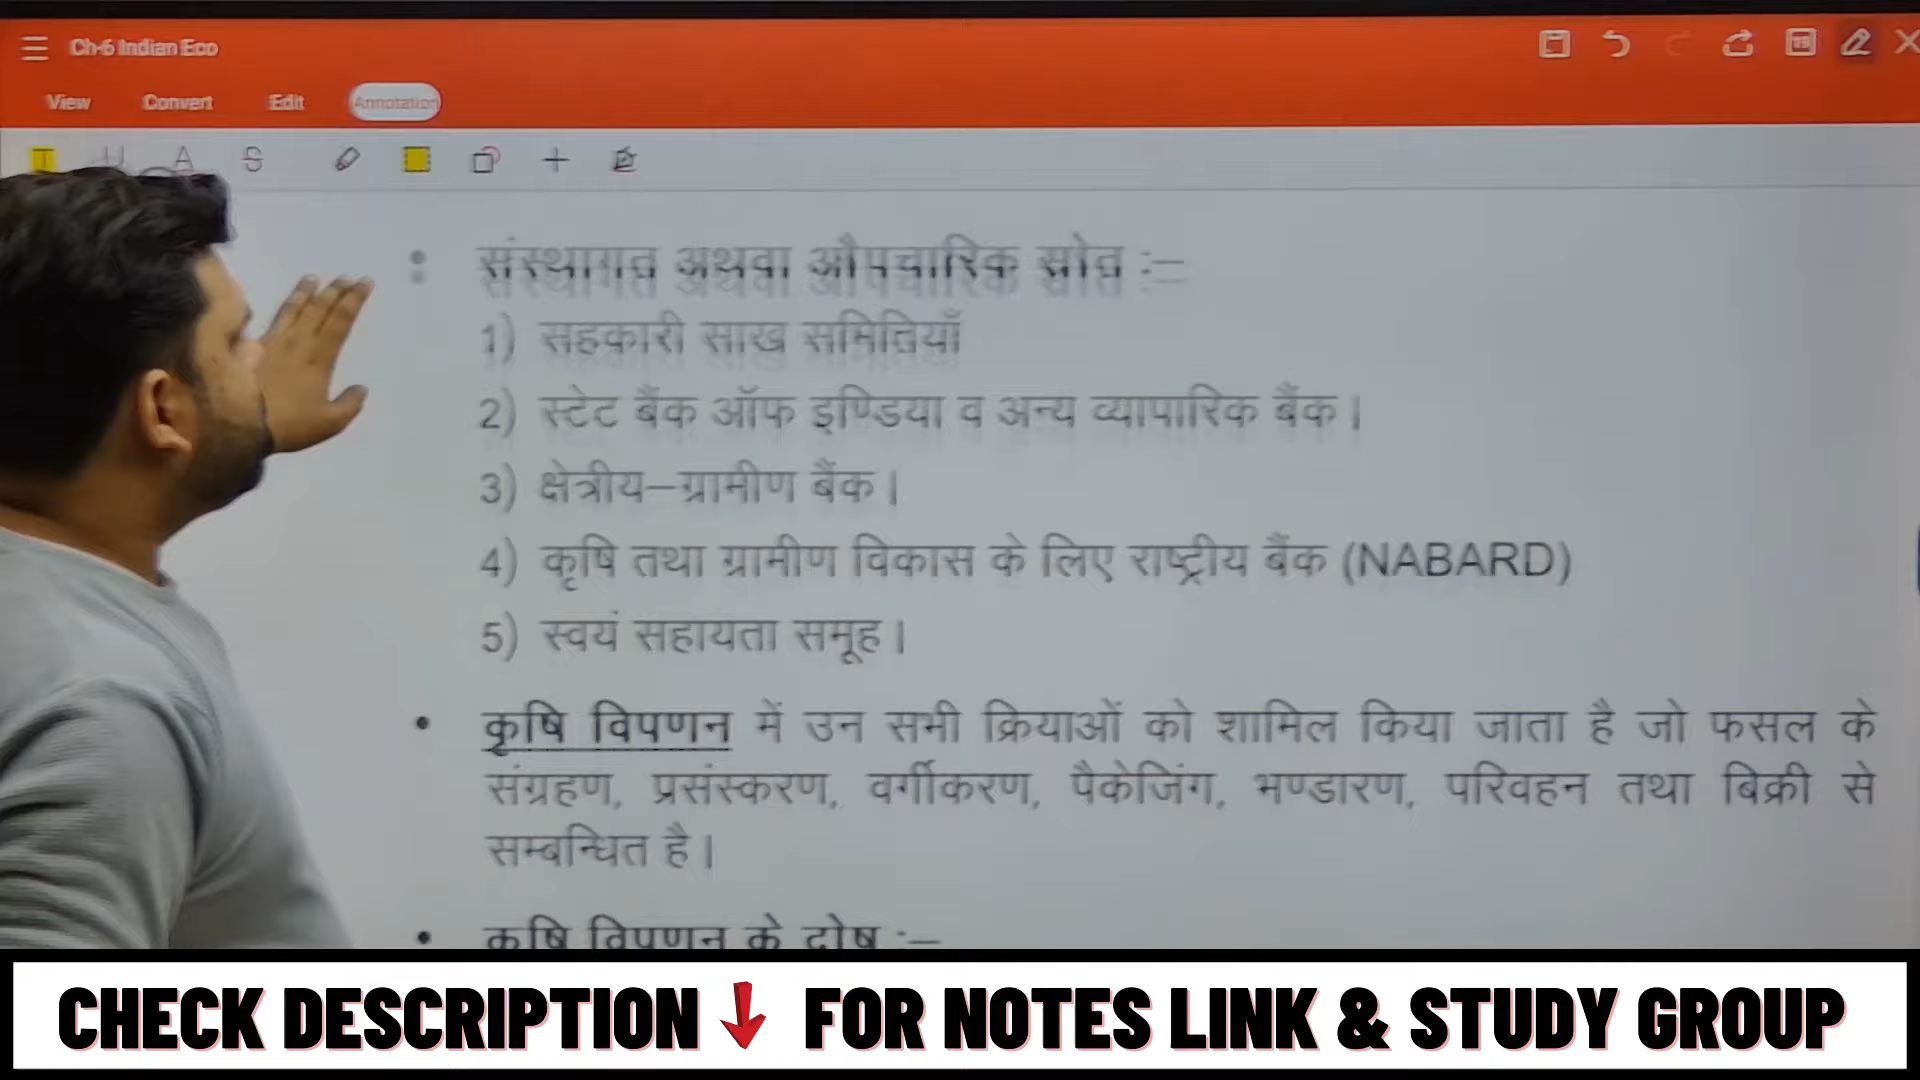 Ch-6 Indian Eco
View Convert Edit Annotation
संस्थागत अथवा औपचारिक स्रोत :–
1) सहकारी साख समितियाँ
2) स्टेट बैंक ऑफ इण्डिया व अन्य व्यापारिक बैंक।
3) क्षेत्रीय–ग्रामीण बैंक।
4) कृषि तथा ग्रामीण विकास के लिए राष्ट्रीय बैंक (NABARD)
5) स्वयं सहायता समूह।
• कृषि विपणन में उन सभी क्रियाओं को शामिल किया जाता है जो फसल के
संग्रहण, प्रसंस्करण, वर्गीकरण, पैकेजिंग, भण्डारण, परिवहन तथा बिक्री से
सम्बन्धित है।
• कृषि विपणन के दोष :–
CHECK DESCRIPTION FOR NOTES LINK & STUDY GROUP